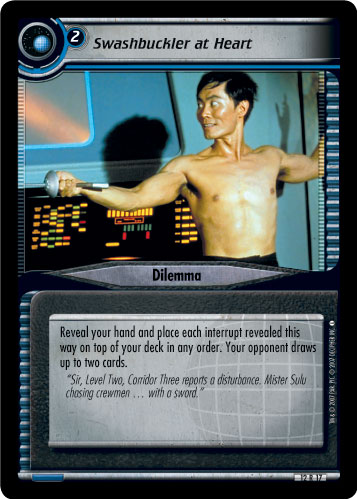 2
Swashbuckler at Heart
Dilemma
Reveal your hand and place each interrupt revealed this
way on top of your deck in any order. Your opponent draws
up to two cards.
"Sir, Level Two, Corridor Three reports a disturbance. Mister Sulu
chasing crewmen … with a sword."
12 R 17